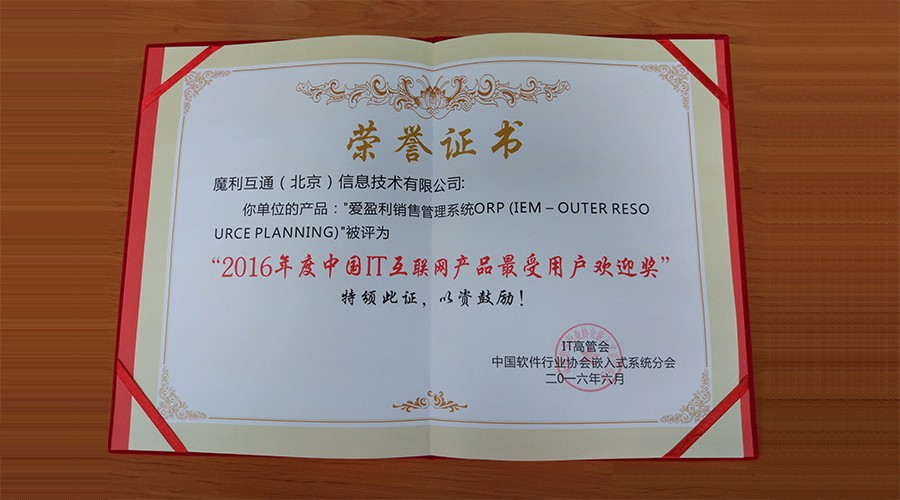 荣誉证书
魔利互通（北京）信息技术有限公司:
你单位的产品："爱盈利销售管理系统ORP (IEM – OUTER RESO
URCE PLANNING)"被评为
“2016年度中国IT互联网产品最受用户欢迎奖”
特颁此证，以资鼓励！
IT高管会
中国软件行业协会嵌入式系统分会
二〇一六年六月